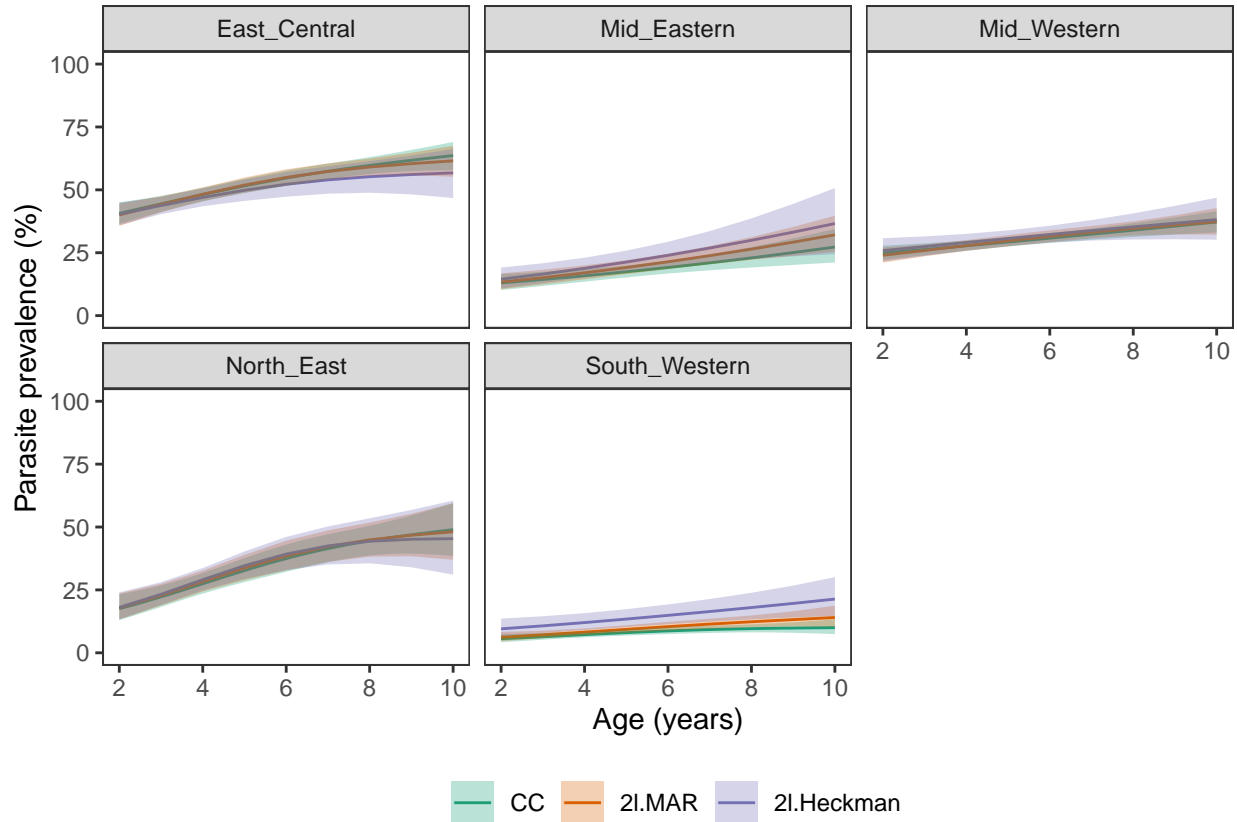 East_Central Mid_Eastern Mid_Western
100
75
50
25
0
2 4 6 8 10
North_East South_Western
100
75
50
25
0
2 4 6 8 10 2 4 6 8 10
Parasite prevalence (%)
Age (years)
CC 2l.MAR 2l.Heckman